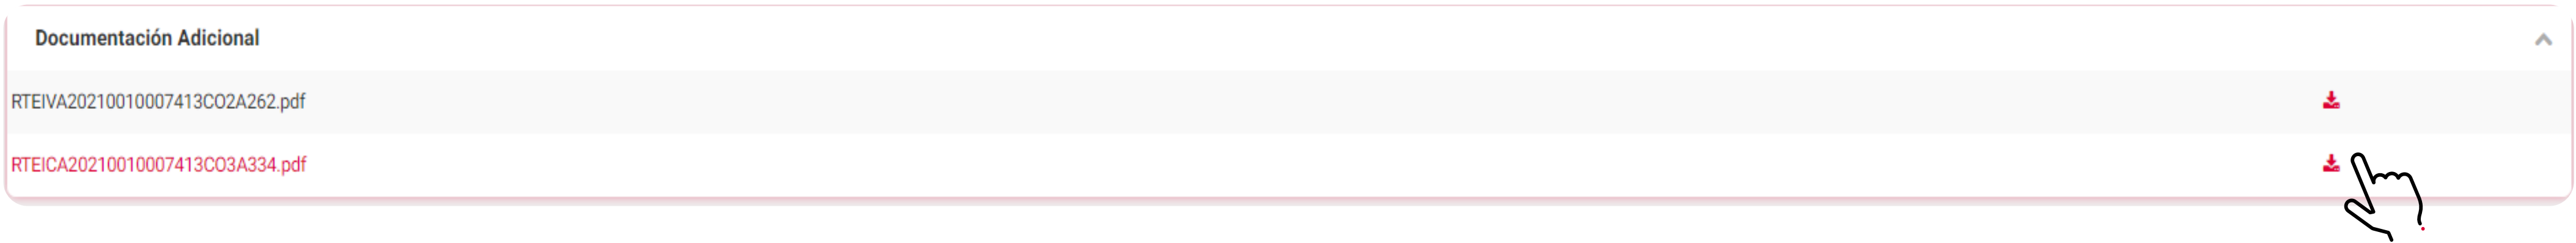 Documentación Adicional
RTEIVA20210010007413CO2A262.pdf
RTEICA20210010007413CO3A334.pdf